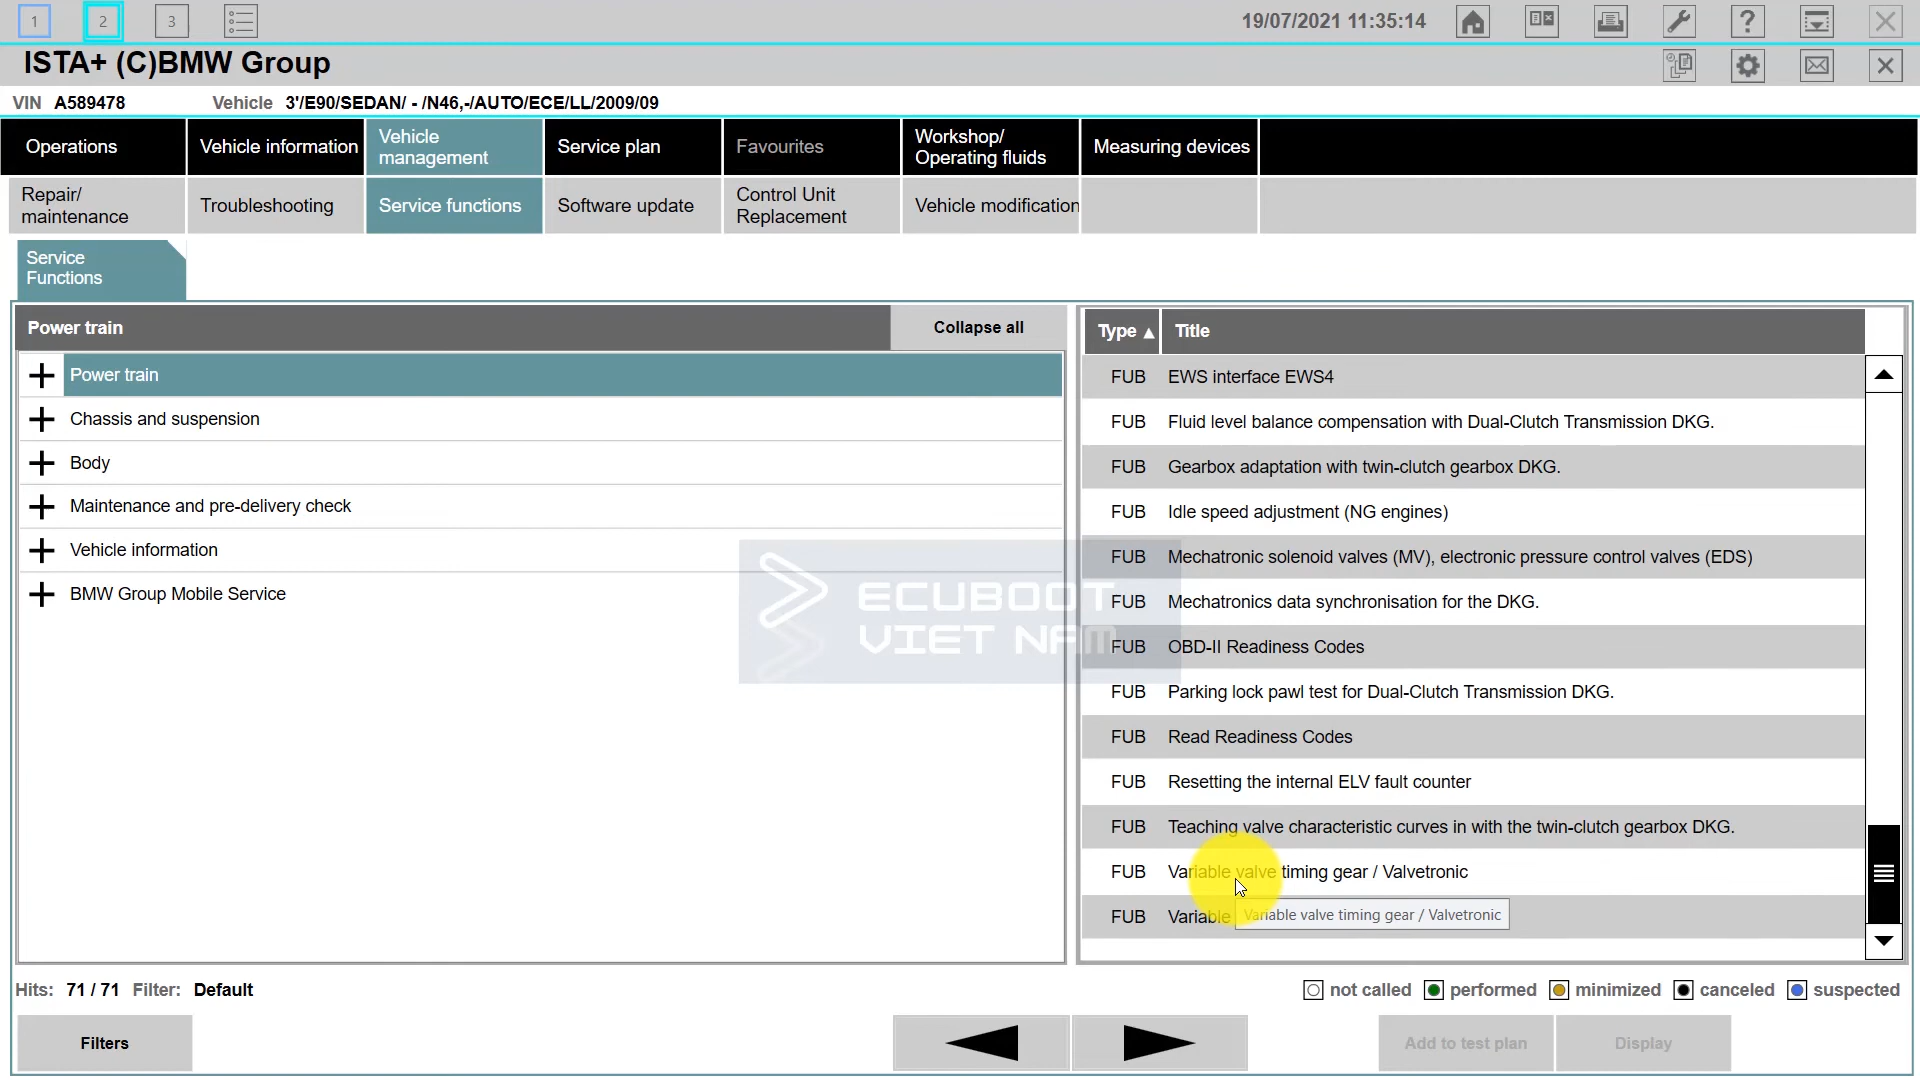 1
2
3
19/07/2021 11:35:14
?
ISTA+ (C)BMW Group
VIN A589478 Vehicle 3'/E90/SEDAN/ - /N46,-/AUTO/ECE/LL/2009/09
Operations
Vehicle information
Vehicle
management
Service plan
Favourites
Workshop/
Operating fluids
Measuring devices
Repair/
maintenance
Troubleshooting
Service functions
Software update
Control Unit
Replacement
Vehicle modification
Service
Functions
Power train
Collapse all
Power train
Chassis and suspension
Body
Maintenance and pre-delivery check
Vehicle information
BMW Group Mobile Service
ECUBOOT
VIET NAM
Type Title
FUB EWS interface EWS4
FUB Fluid level balance compensation with Dual-Clutch Transmission DKG.
FUB Gearbox adaptation with twin-clutch gearbox DKG.
FUB Idle speed adjustment (NG engines)
FUB Mechatronic solenoid valves (MV), electronic pressure control valves (EDS)
FUB Mechatronics data synchronisation for the DKG.
FUB OBD-II Readiness Codes
FUB Parking lock pawl test for Dual-Clutch Transmission DKG.
FUB Read Readiness Codes
FUB Resetting the internal ELV fault counter
FUB Teaching valve characteristic curves in with the twin-clutch gearbox DKG.
FUB Variable valve timing gear / Valvetronic
FUB Variable
Variable valve timing gear / Valvetronic
Hits: 71 / 71 Filter: Default
not called performed minimized canceled suspected
Filters
Add to test plan
Display